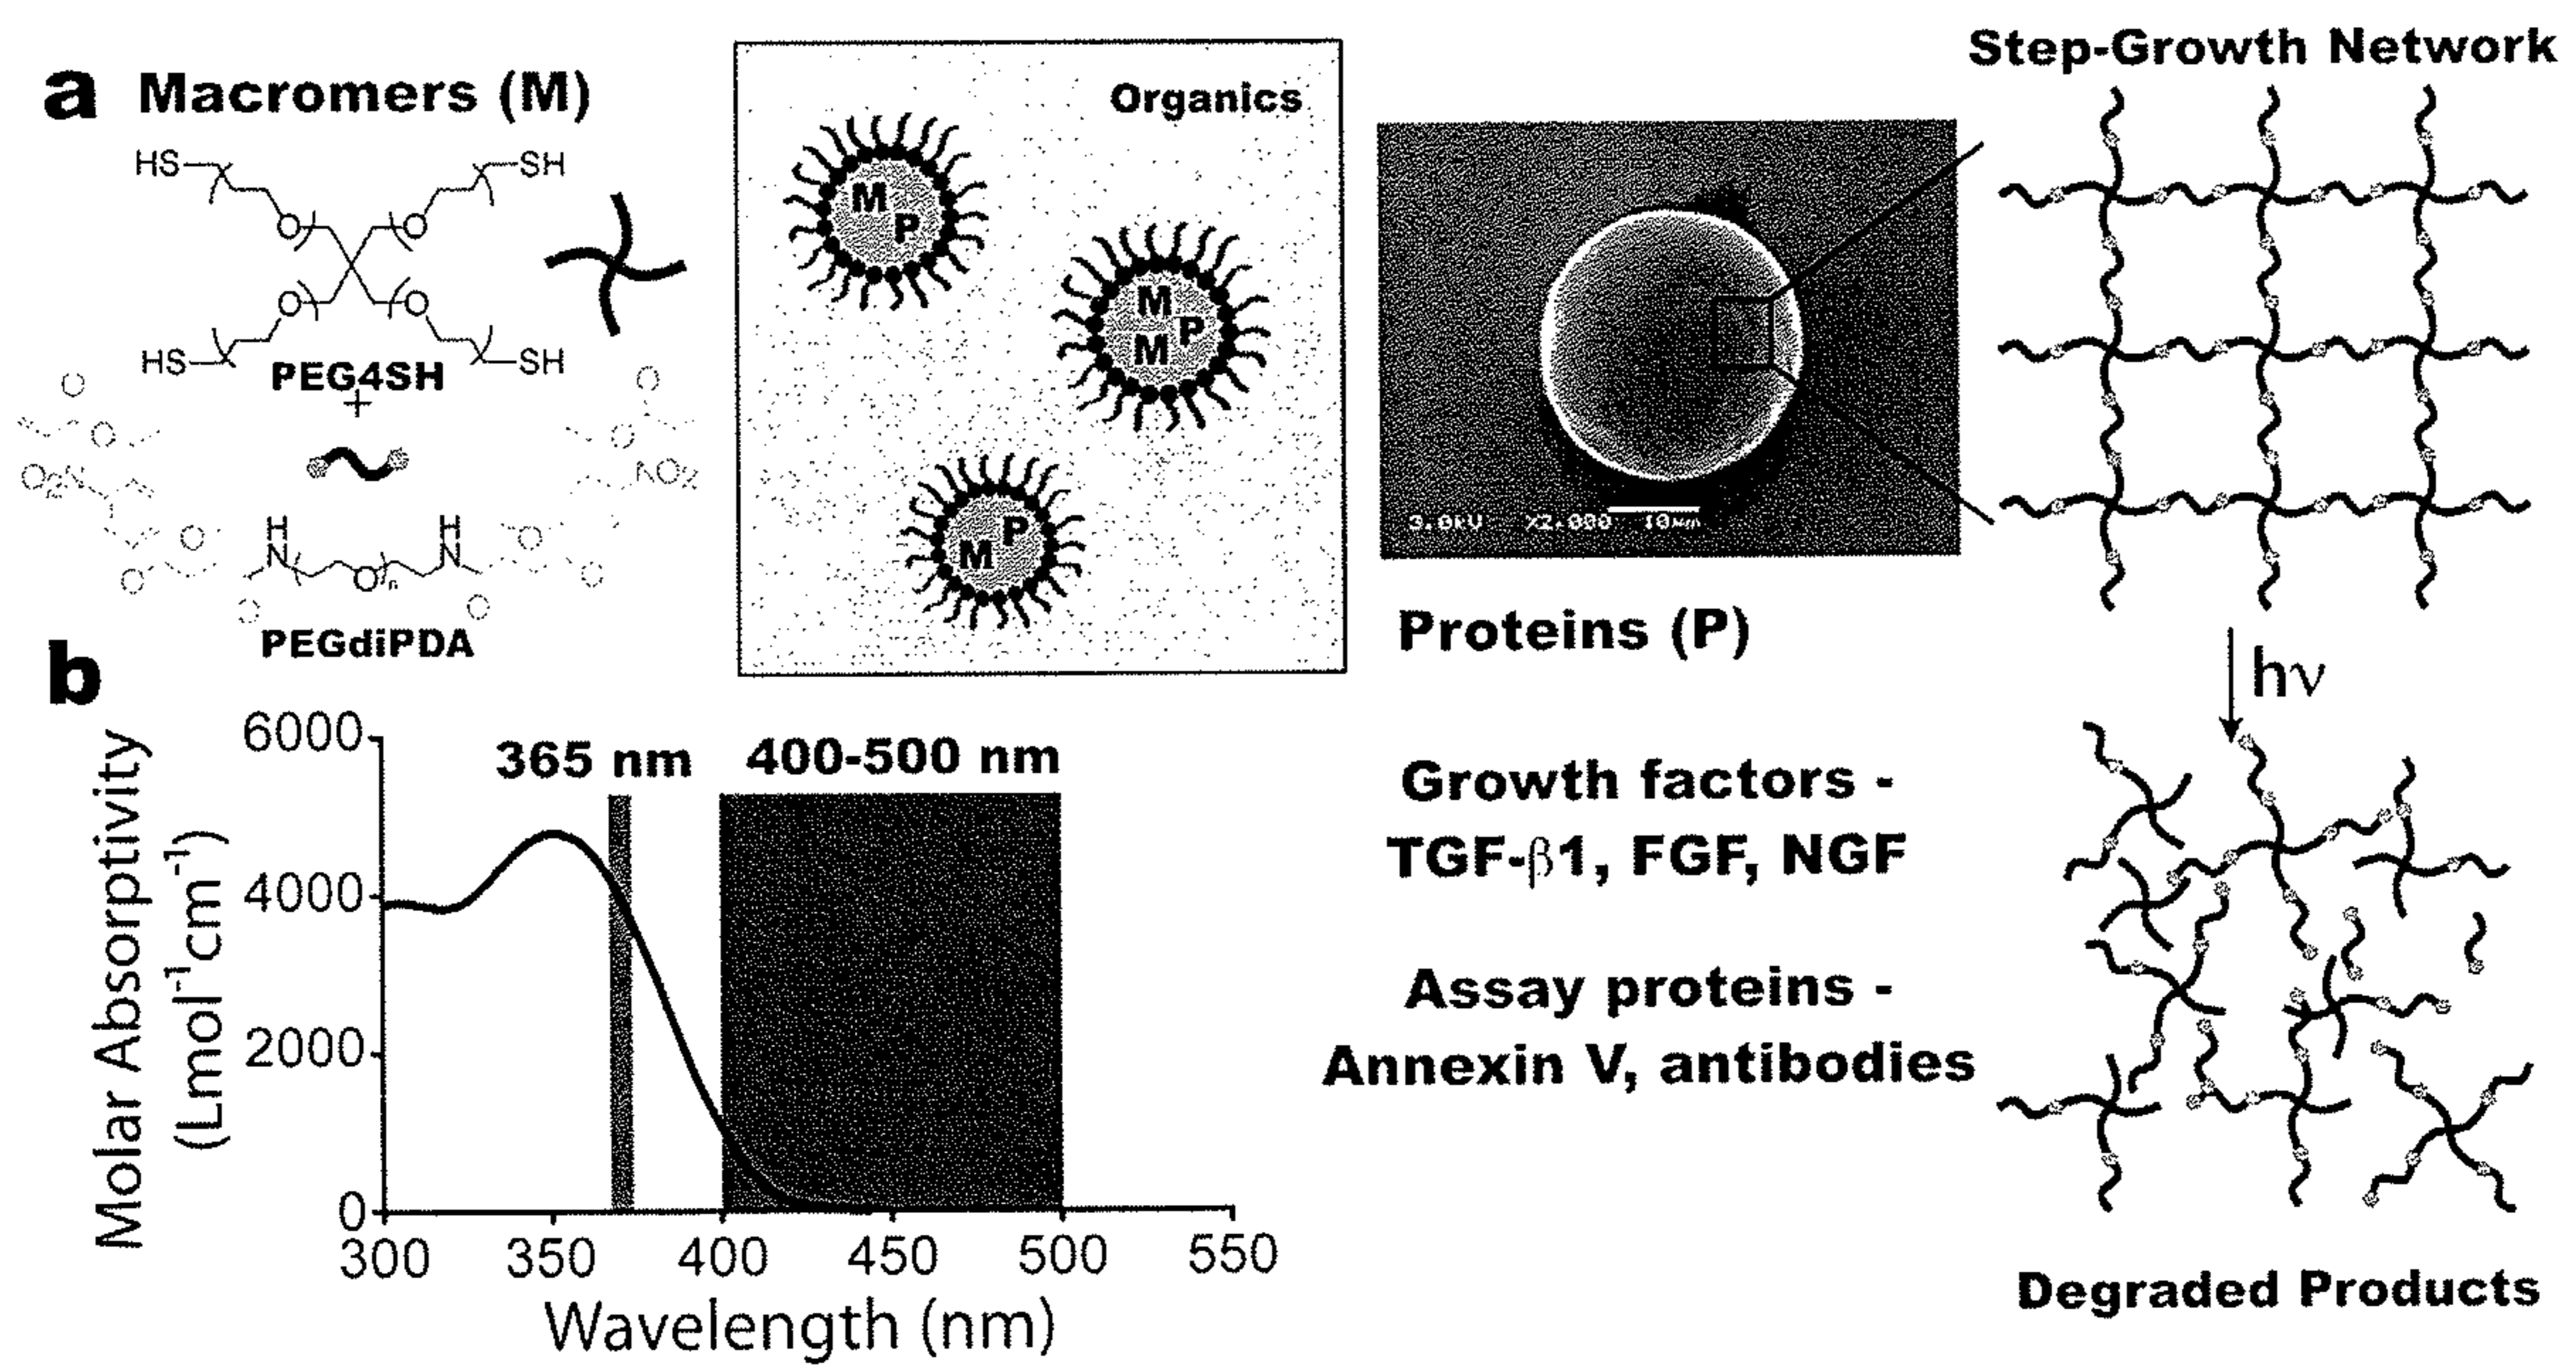 a Macromers (M)
HS
SH
O
O
O
O
HS
SH
PEG4SH
+
O
O
O
O
O₂N
NO₂
O
O
H
N
H
N
O
n
O
O
O
O
PEGdiPDA
Organics
M
P
M
P
M
P
M
3.0kU X2,000 10µm
Step-Growth Network
hν
Degraded Products
Proteins (P)
Growth factors -
TGF-β1, FGF, NGF
Assay proteins -
Annexin V, antibodies
b
Molar Absorptivity
(Lmol⁻¹cm⁻¹)
6000
4000
2000
0
365 nm
400-500 nm
300 350 400 450 500 550
Wavelength (nm)